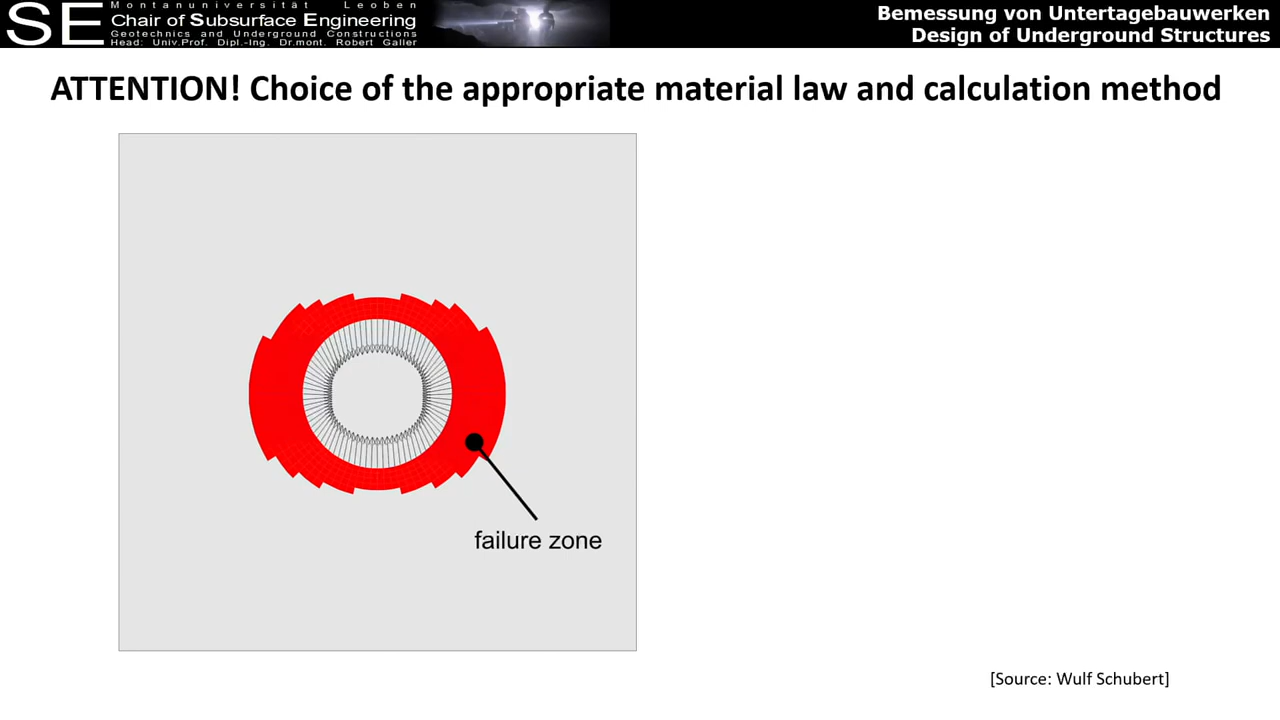 SE
Montanuniversität Leoben
Chair of Subsurface Engineering
Geotechnics and Underground Constructions
Head: Univ.Prof. Dipl.-Ing. Dr.mont. Robert Galler
Bemessung von Untertagebauwerken
Design of Underground Structures
ATTENTION! Choice of the appropriate material law and calculation method
failure zone
[Source: Wulf Schubert]